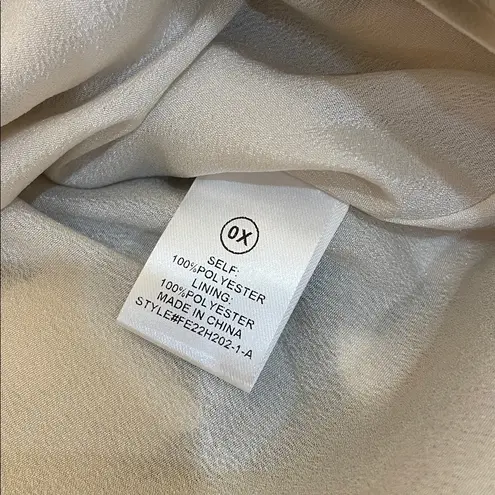 0X
SELF:
100%POLYESTER
LINING:
100%POLYESTER
MADE IN CHINA
STYLE#FE22H202-1-A